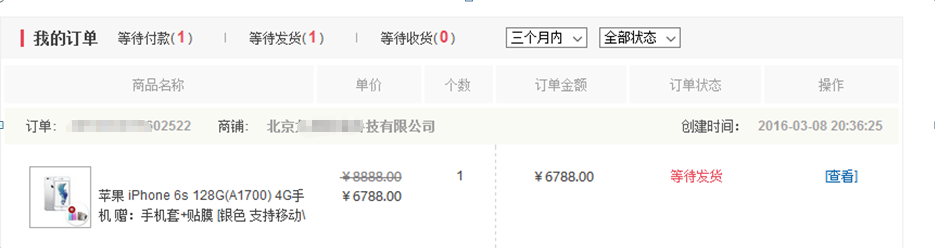 我的订单 等待付款(1) | 等待发货(1) | 等待收货(0) 三个月内 全部状态
商品名称 单价 个数 订单金额 订单状态 操作
订单: 602522 商铺: 北京 技有限公司 创建时间: 2016-03-08 20:36:25
¥8888.00 1 ¥6788.00 等待发货 [查看]
苹果 iPhone 6s 128G(A1700) 4G手 ¥6788.00
机 赠:手机套+贴膜 [银色 支持移动\